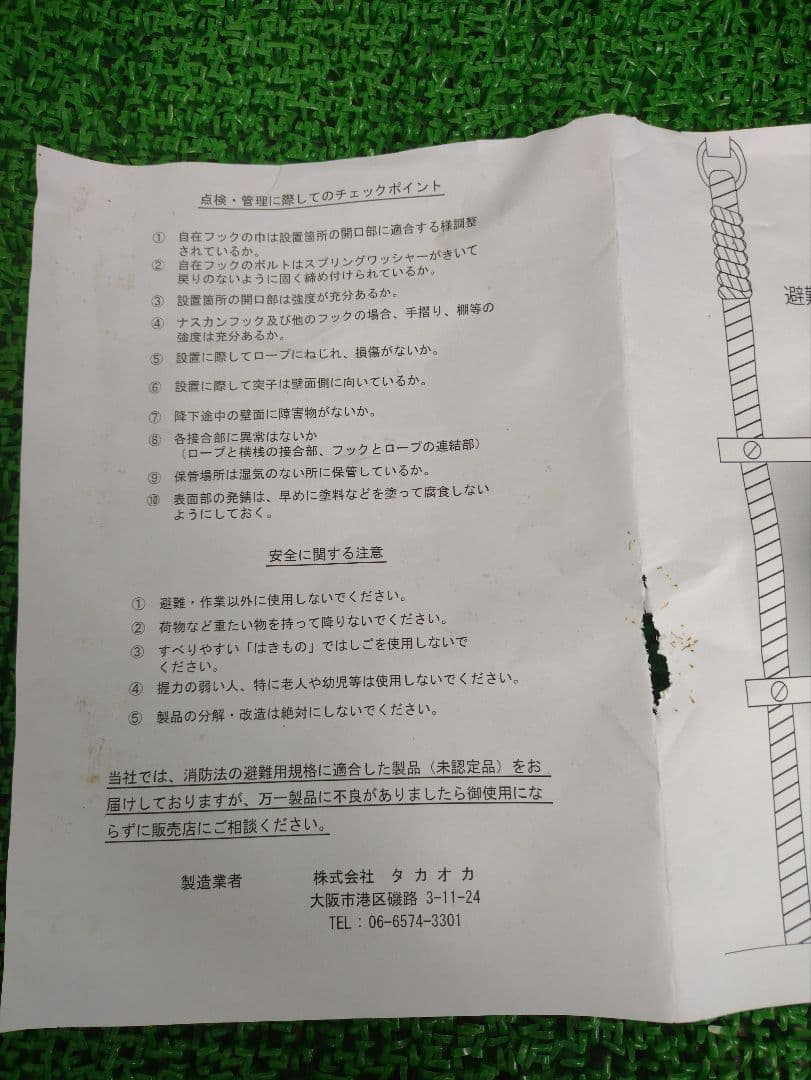 点検・管理に際してのチェックポイント
① 自在フックの巾は設置箇所の開口部に適合する様調整
されているか。
② 自在フックのボルトはスプリングワッシャーがきいて
戻りのないように固く締め付けられているか。
③ 設置箇所の開口部は強度が充分あるか。
④ ナスカンフック及び他のフックの場合、手摺り、棚等の
強度は充分あるか。
⑤ 設置に際してロープにねじれ、損傷がないか。
⑥ 設置に際して突子は壁面側に向いているか。
⑦ 降下途中の壁面に障害物がないか。
⑧ 各接合部に異常はないか
（ロープと横桟の接合部、フックとロープの連結部）
⑨ 保管場所は湿気のない所に保管しているか。
⑩ 表面部の発錆は、早めに塗料などを塗って腐食しない
ようにしておく。
安全に関する注意
① 避難・作業以外に使用しないでください。
② 荷物など重たい物を持って降りないでください。
③ すべりやすい「はきもの」ではしごを使用しないで
ください。
④ 握力の弱い人、特に老人や幼児等は使用しないでください。
⑤ 製品の分解・改造は絶対にしないでください。
当社では、消防法の避難用規格に適合した製品（未認定品）をお
届けしておりますが、万一製品に不良がありましたら御使用にな
らずに販売店にご相談ください。
製造業者 株式会社 タカオカ
大阪市港区磯路 3-11-24
TEL：06-6574-3301
避